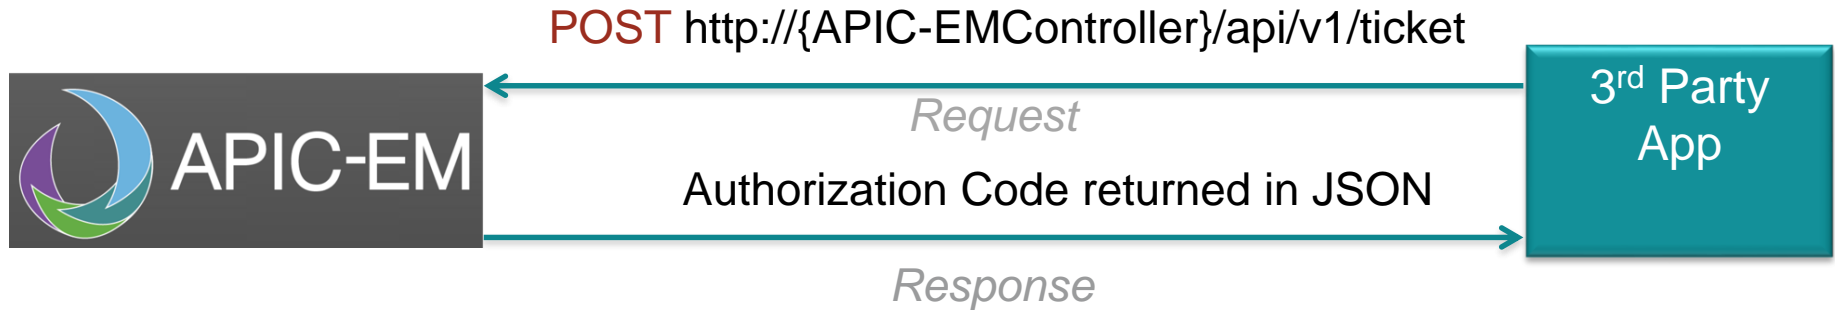 POST http://{APIC-EMController}/api/v1/ticket
Request
APIC-EM
Authorization Code returned in JSON
Response
3rd Party
App